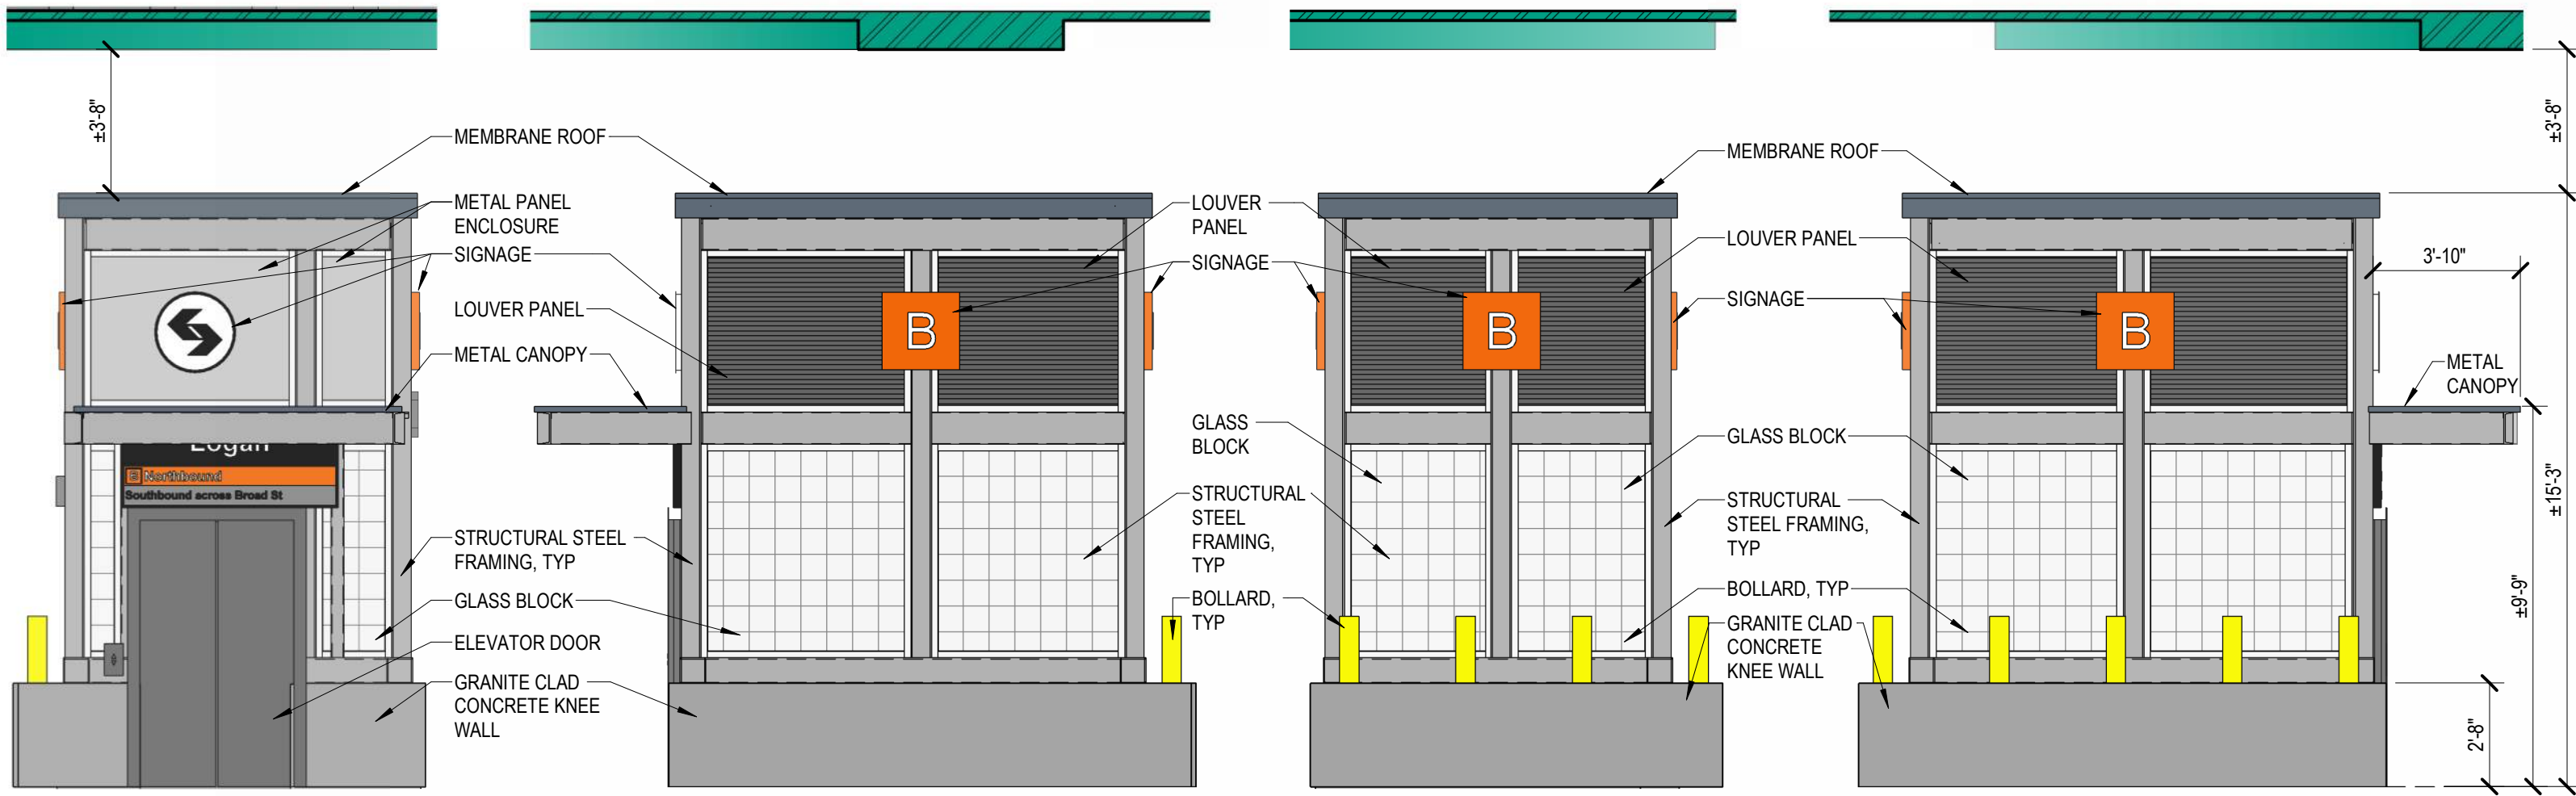 ±3'-8"
MEMBRANE ROOF
METAL PANEL
ENCLOSURE
SIGNAGE
LOUVER PANEL
METAL CANOPY
Logan
B Northbound
Southbound across Broad St
STRUCTURAL STEEL
FRAMING, TYP
GLASS BLOCK
ELEVATOR DOOR
GRANITE CLAD
CONCRETE KNEE
WALL
B
LOUVER
PANEL
SIGNAGE
GLASS
BLOCK
STRUCTURAL
STEEL
FRAMING,
TYP
BOLLARD,
TYP
B
MEMBRANE ROOF
LOUVER PANEL
SIGNAGE
GLASS BLOCK
STRUCTURAL
STEEL FRAMING,
TYP
BOLLARD, TYP
GRANITE CLAD
CONCRETE
KNEE WALL
B
3'-10"
METAL
CANOPY
±3'-8"
±15'-3"
±9'-9"
2'-8"